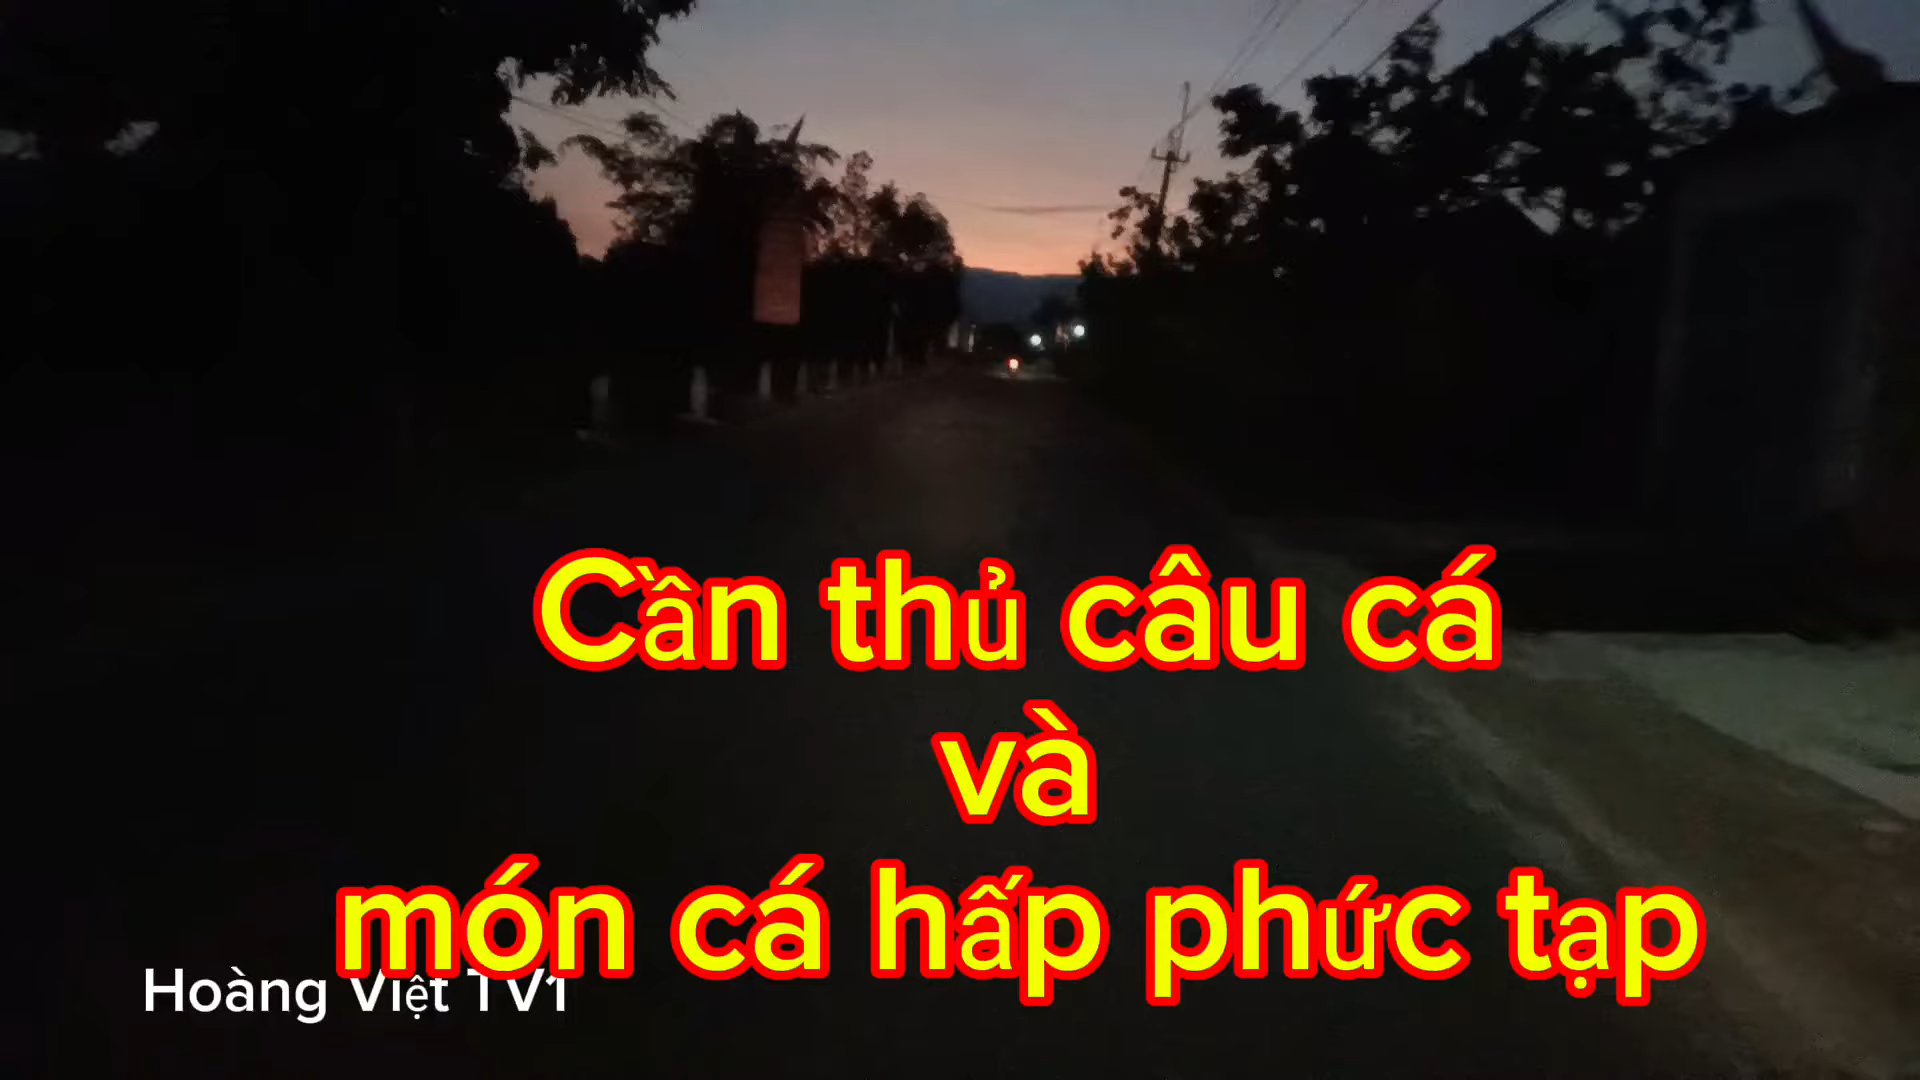 Cần thủ câu cá
và
món cá hấp phức tạp
Hoàng Việt TV1